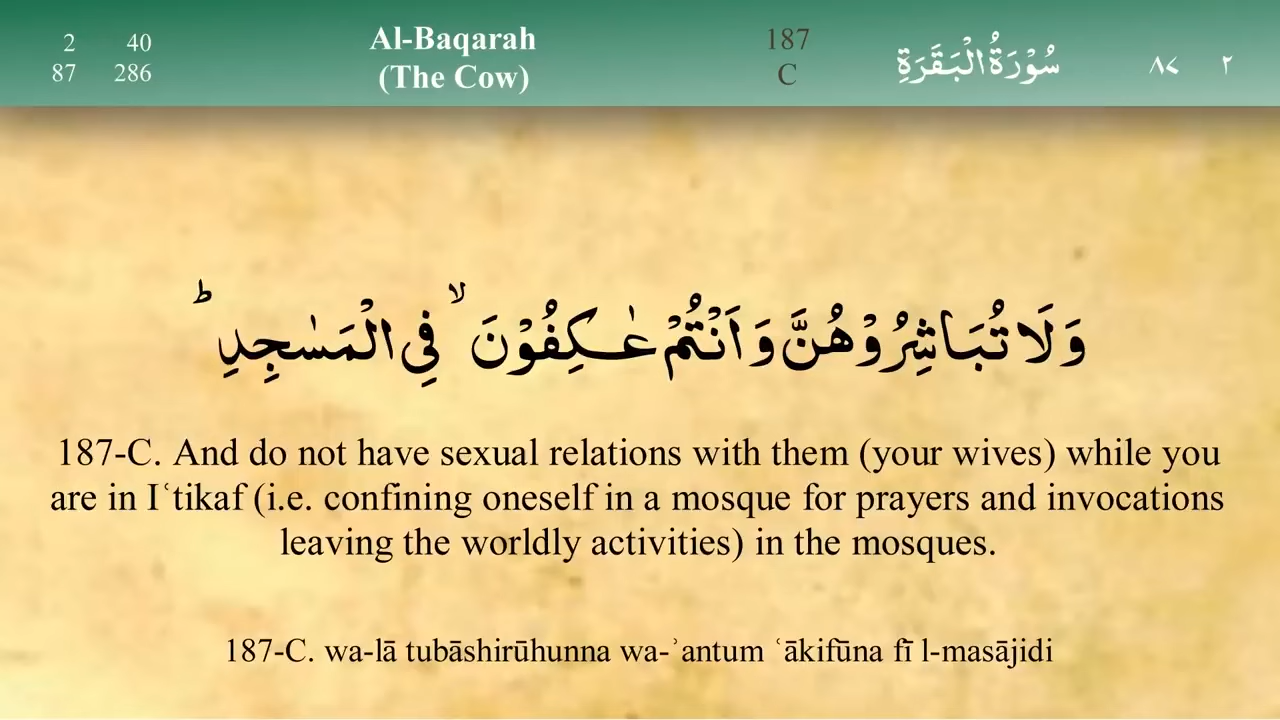 2 40 Al-Baqarah 187 سُوْرَةُ الْبَقَرَةِ ٨٧ ٢
87 286 (The Cow) C
وَلَا تُبَاشِرُوْهُنَّ وَاَنْتُمْ عٰكِفُوْنَ ۙ فِى الْمَسٰجِدِ ؕ
187-C. And do not have sexual relations with them (your wives) while you
are in Iʿtikaf (i.e. confining oneself in a mosque for prayers and invocations
leaving the worldly activities) in the mosques.
187-C. wa-lā tubāshirūhunna wa-ʾantum ʿākifūna fī l-masājidi